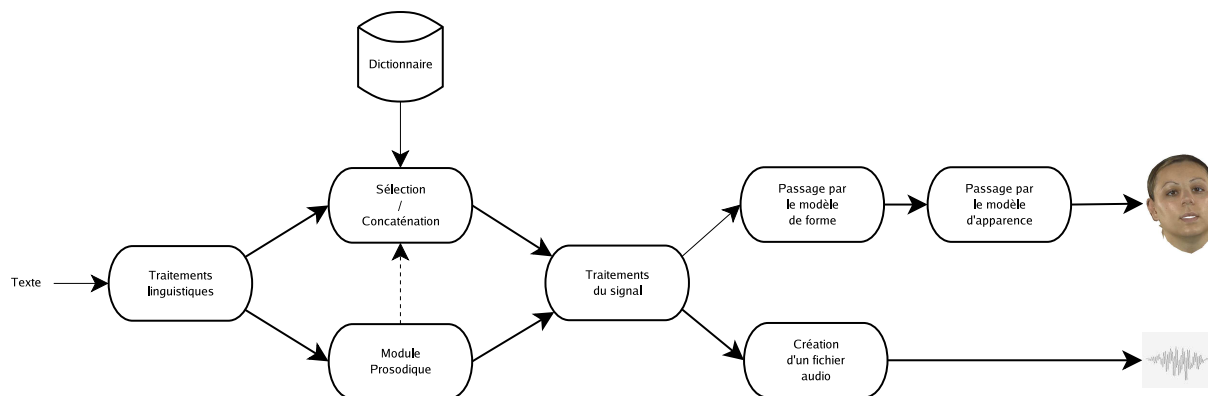 Dictionnaire
Sélection
/
Concaténation
Passage par
le modèle
de forme
Passage par
le modèle
d'apparence
Texte
Traitements
linguistiques
Traitements
du signal
Module
Prosodique
Création
d'un fichier
audio